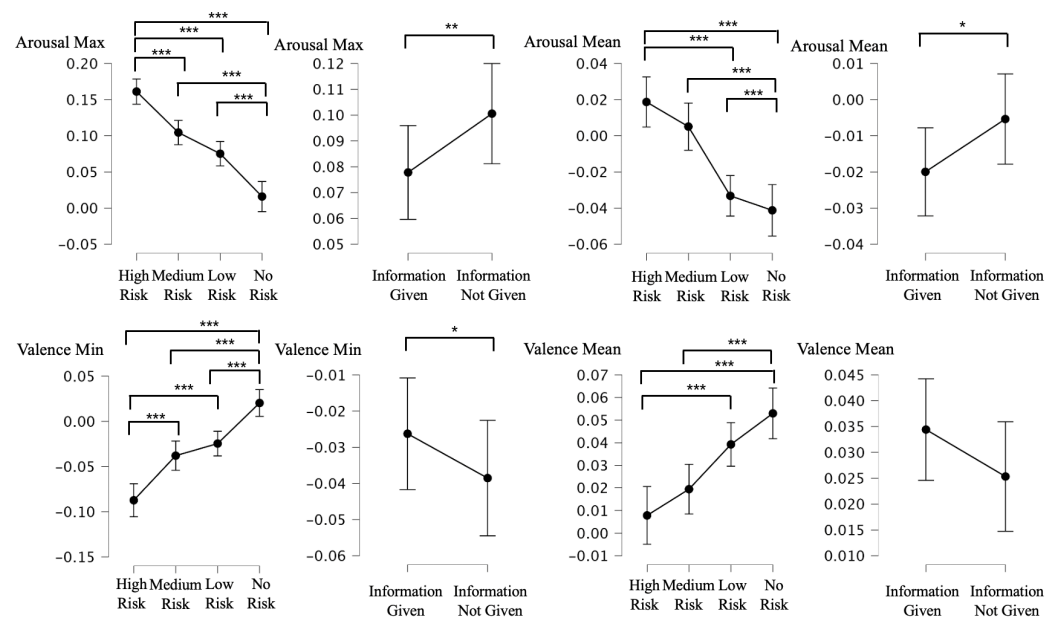 ***
***
***
***
***
Arousal Max
0.20
0.15
0.10
0.05
0.00
−0.05
High Risk
Medium Risk
Low Risk
No Risk
**
Arousal Max
0.12
0.11
0.10
0.09
0.08
0.07
0.06
0.05
Information Given
Information Not Given
***
***
***
***
Arousal Mean
0.04
0.02
0.00
−0.02
−0.04
−0.06
High Risk
Medium Risk
Low Risk
No Risk
*
Arousal Mean
0.01
0.00
−0.01
−0.02
−0.03
−0.04
Information Given
Information Not Given
***
***
***
***
***
Valence Min
0.05
0.00
−0.05
−0.10
−0.15
High Risk
Medium Risk
Low Risk
No Risk
*
Valence Min
−0.01
−0.02
−0.03
−0.04
−0.05
−0.06
Information Given
Information Not Given
***
***
***
Valence Mean
0.07
0.06
0.05
0.04
0.03
0.02
0.01
0.00
−0.01
High Risk
Medium Risk
Low Risk
No Risk
Valence Mean
0.045
0.040
0.035
0.030
0.025
0.020
0.015
0.010
Information Given
Information Not Given